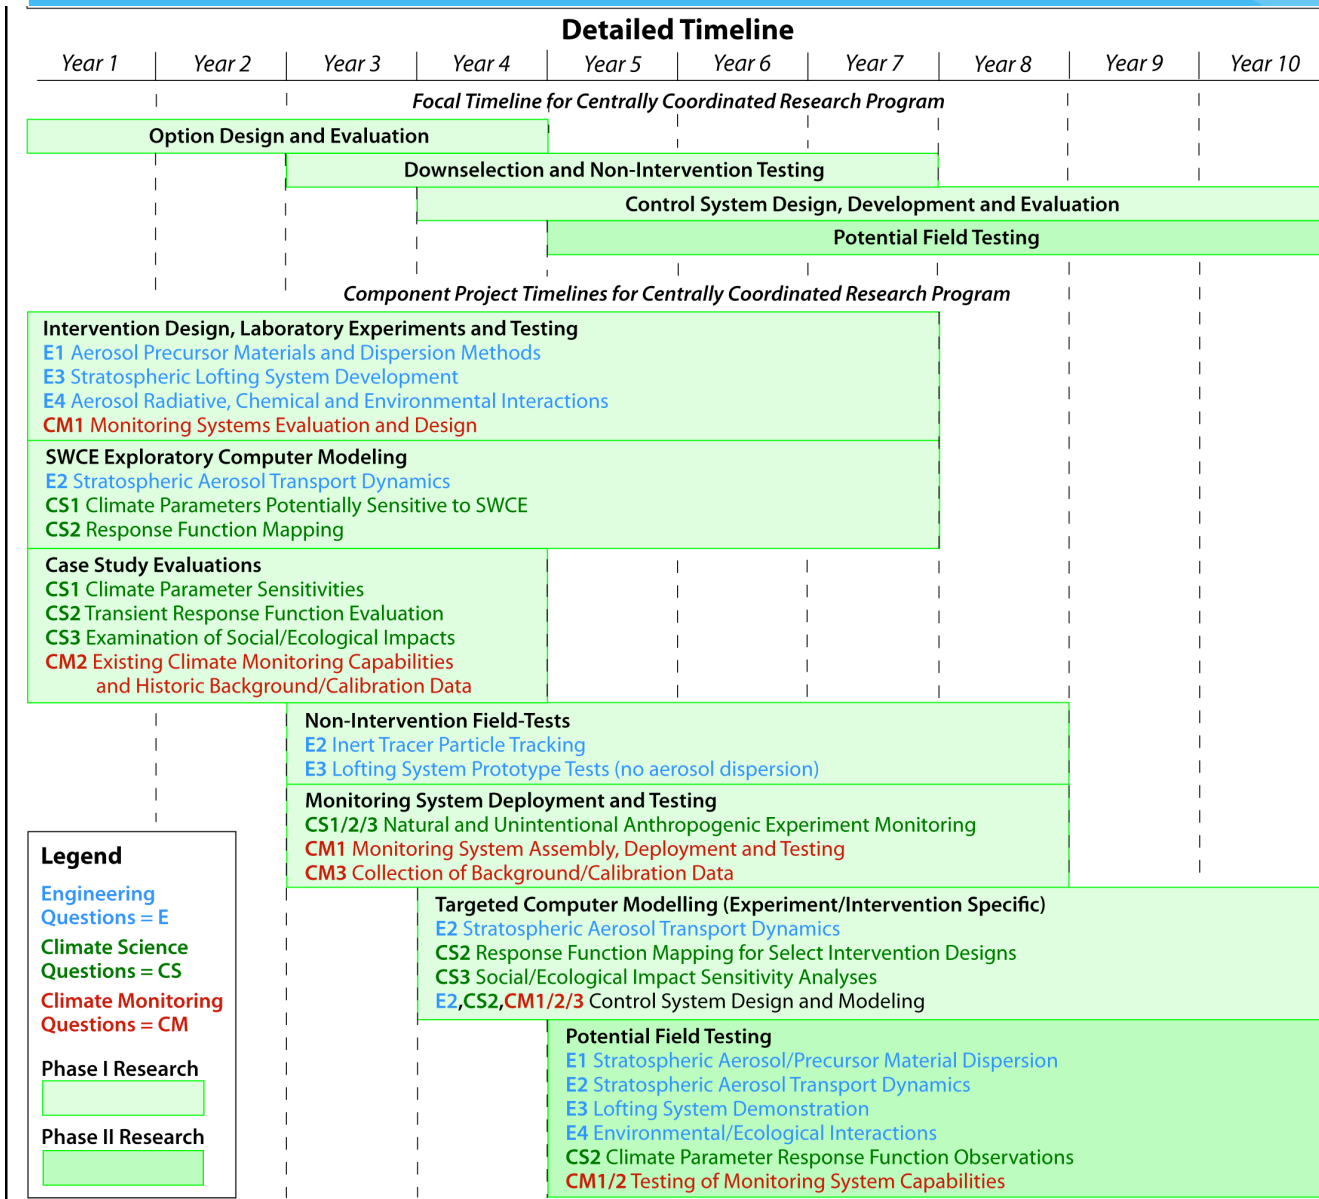 Detailed Timeline
Year 1 Year 2 Year 3 Year 4 Year 5 Year 6 Year 7 Year 8 Year 9 Year 10
Focal Timeline for Centrally Coordinated Research Program
Option Design and Evaluation
Downselection and Non-Intervention Testing
Control System Design, Development and Evaluation
Potential Field Testing
Component Project Timelines for Centrally Coordinated Research Program
Intervention Design, Laboratory Experiments and Testing
E1 Aerosol Precursor Materials and Dispersion Methods
E3 Stratospheric Lofting System Development
E4 Aerosol Radiative, Chemical and Environmental Interactions
CM1 Monitoring Systems Evaluation and Design
SWCE Exploratory Computer Modeling
E2 Stratospheric Aerosol Transport Dynamics
CS1 Climate Parameters Potentially Sensitive to SWCE
CS2 Response Function Mapping
Case Study Evaluations
CS1 Climate Parameter Sensitivities
CS2 Transient Response Function Evaluation
CS3 Examination of Social/Ecological Impacts
CM2 Existing Climate Monitoring Capabilities
and Historic Background/Calibration Data
Non-Intervention Field-Tests
E2 Inert Tracer Particle Tracking
E3 Lofting System Prototype Tests (no aerosol dispersion)
Monitoring System Deployment and Testing
CS1/2/3 Natural and Unintentional Anthropogenic Experiment Monitoring
CM1 Monitoring System Assembly, Deployment and Testing
CM3 Collection of Background/Calibration Data
Targeted Computer Modelling (Experiment/Intervention Specific)
E2 Stratospheric Aerosol Transport Dynamics
CS2 Response Function Mapping for Select Intervention Designs
CS3 Social/Ecological Impact Sensitivity Analyses
E2,CS2,CM1/2/3 Control System Design and Modeling
Potential Field Testing
E1 Stratospheric Aerosol/Precursor Material Dispersion
E2 Stratospheric Aerosol Transport Dynamics
E3 Lofting System Demonstration
E4 Environmental/Ecological Interactions
CS2 Climate Parameter Response Function Observations
CM1/2 Testing of Monitoring System Capabilities
Legend
Engineering
Questions = E
Climate Science
Questions = CS
Climate Monitoring
Questions = CM
Phase I Research
Phase II Research